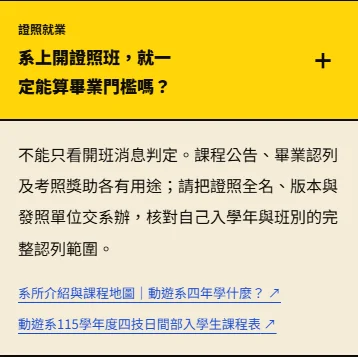 證照就業
系上開證照班，就一
定能算畢業門檻嗎？
+
不能只看開班消息判定。課程公告、畢業認列
及考照獎助各有用途；請把證照全名、版本與
發照單位交系辦，核對自己入學年與班別的完
整認列範圍。
系所介紹與課程地圖｜動遊系四年學什麼？ ↗
動遊系115學年度四技日間部入學生課程表 ↗